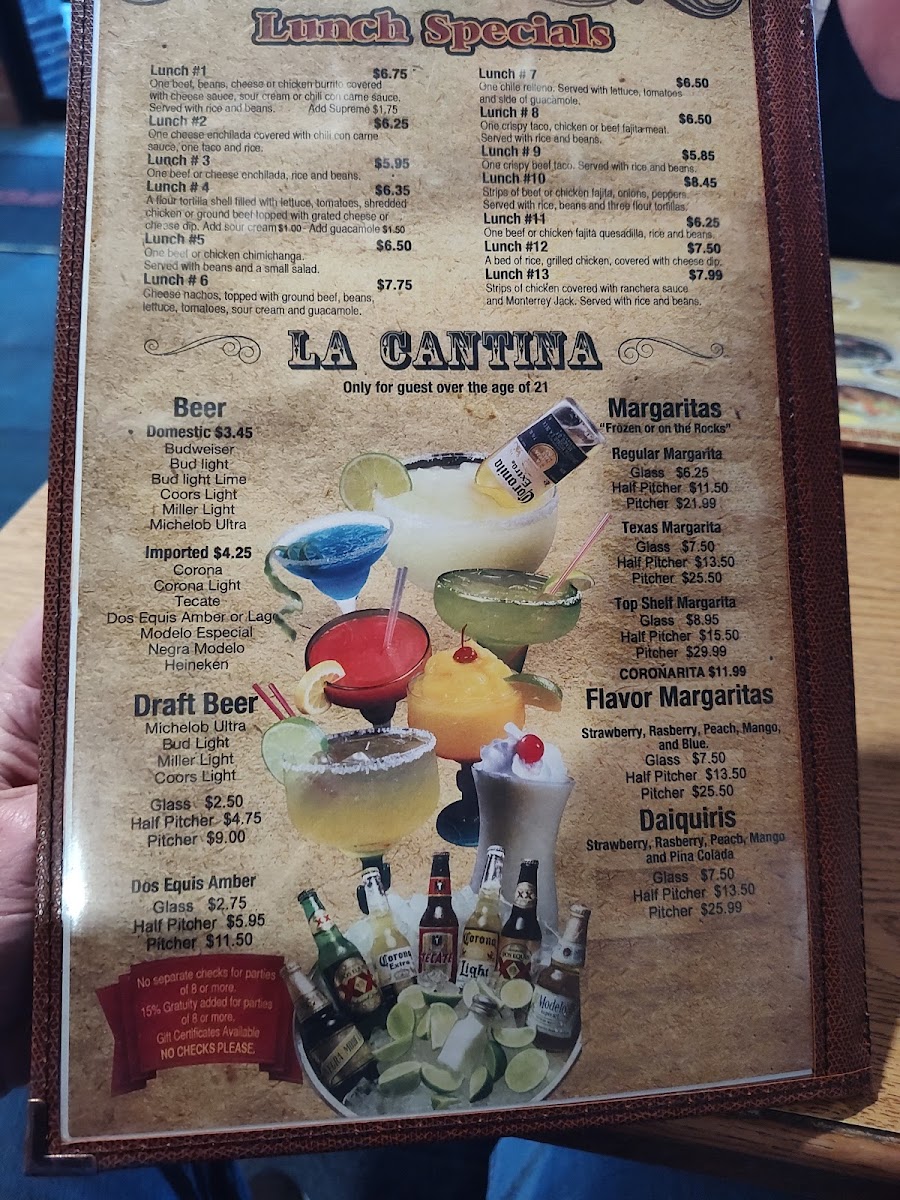 Lunch Specials
Lunch #1 $6.75
One beef, beans, cheese or chicken burrito covered
with cheese sauce, sour cream or chili con carne sauce.
Served with rice and beans. Add Supreme $1.75
Lunch #2 $6.25
One cheese enchilada covered with chili con carne
sauce, one taco and rice.
Lunch # 3 $5.95
One beef or cheese enchilada, rice and beans.
Lunch # 4 $6.35
A flour tortilla shell filled with lettuce, tomatoes, shredded
chicken or ground beef topped with grated cheese or
cheese dip. Add sour cream $1.00 Add guacamole $1.50
Lunch #5 $6.50
One beef or chicken chimichanga.
Served with beans and a small salad.
Lunch # 6 $7.75
Cheese nachos, topped with ground beef, beans,
lettuce, tomatoes, sour cream and guacamole.
Lunch # 7 $6.50
One chile relleno. Served with lettuce, tomatoes
and side of guacamole.
Lunch # 8 $6.50
One crispy taco, chicken or beef fajita meat.
Served with rice and beans.
Lunch # 9 $5.85
One crispy beef taco. Served with rice and beans.
Lunch #10 $8.45
Strips of beef or chicken fajita, onions, peppers.
Served with rice, beans and three flour tortillas.
Lunch #11 $6.25
One beef or chicken fajita quesadilla, rice and beans.
Lunch #12 $7.50
A bed of rice, grilled chicken, covered with cheese dip.
Lunch #13 $7.99
Strips of chicken covered with ranchera sauce
and Monterrey Jack. Served with rice and beans.
LA CANTINA
Only for guest over the age of 21
Beer
Domestic $3.45
Budweiser
Bud light
Bud light Lime
Coors Light
Miller Light
Michelob Ultra
Imported $4.25
Corona
Corona Light
Tecate
Dos Equis Amber or Lage
Modelo Especial
Negra Modelo
Heineken
Draft Beer
Michelob Ultra
Bud Light
Miller Light
Coors Light
Glass $2.50
Half Pitcher $4.75
Pitcher $9.00
Dos Equis Amber
Glass $2.75
Half Pitcher $5.95
Pitcher $11.50
No separate checks for parties
of 8 or more.
15% Gratuity added for parties
of 8 or more.
Gift Certificates Available
NO CHECKS PLEASE.
Margaritas
"Frozen or on the Rocks"
Regular Margarita
Glass $6.25
Half Pitcher $11.50
Pitcher $21.99
Texas Margarita
Glass $7.50
Half Pitcher $13.50
Pitcher $25.50
Top Shelf Margarita
Glass $8.95
Half Pitcher $15.50
Pitcher $29.99
CORONARITA $11.99
Flavor Margaritas
Strawberry, Rasberry, Peach, Mango,
and Blue.
Glass $7.50
Half Pitcher $13.50
Pitcher $25.50
Daiquiris
Strawberry, Rasberry, Peach, Mango
and Pina Colada
Glass $7.50
Half Pitcher $13.50
Pitcher $25.99
Corona
Extra
XX
DOS EQUIS
Corona
Extra
TECATE
Corona
Light
XX
DOS EQUIS
Modelo